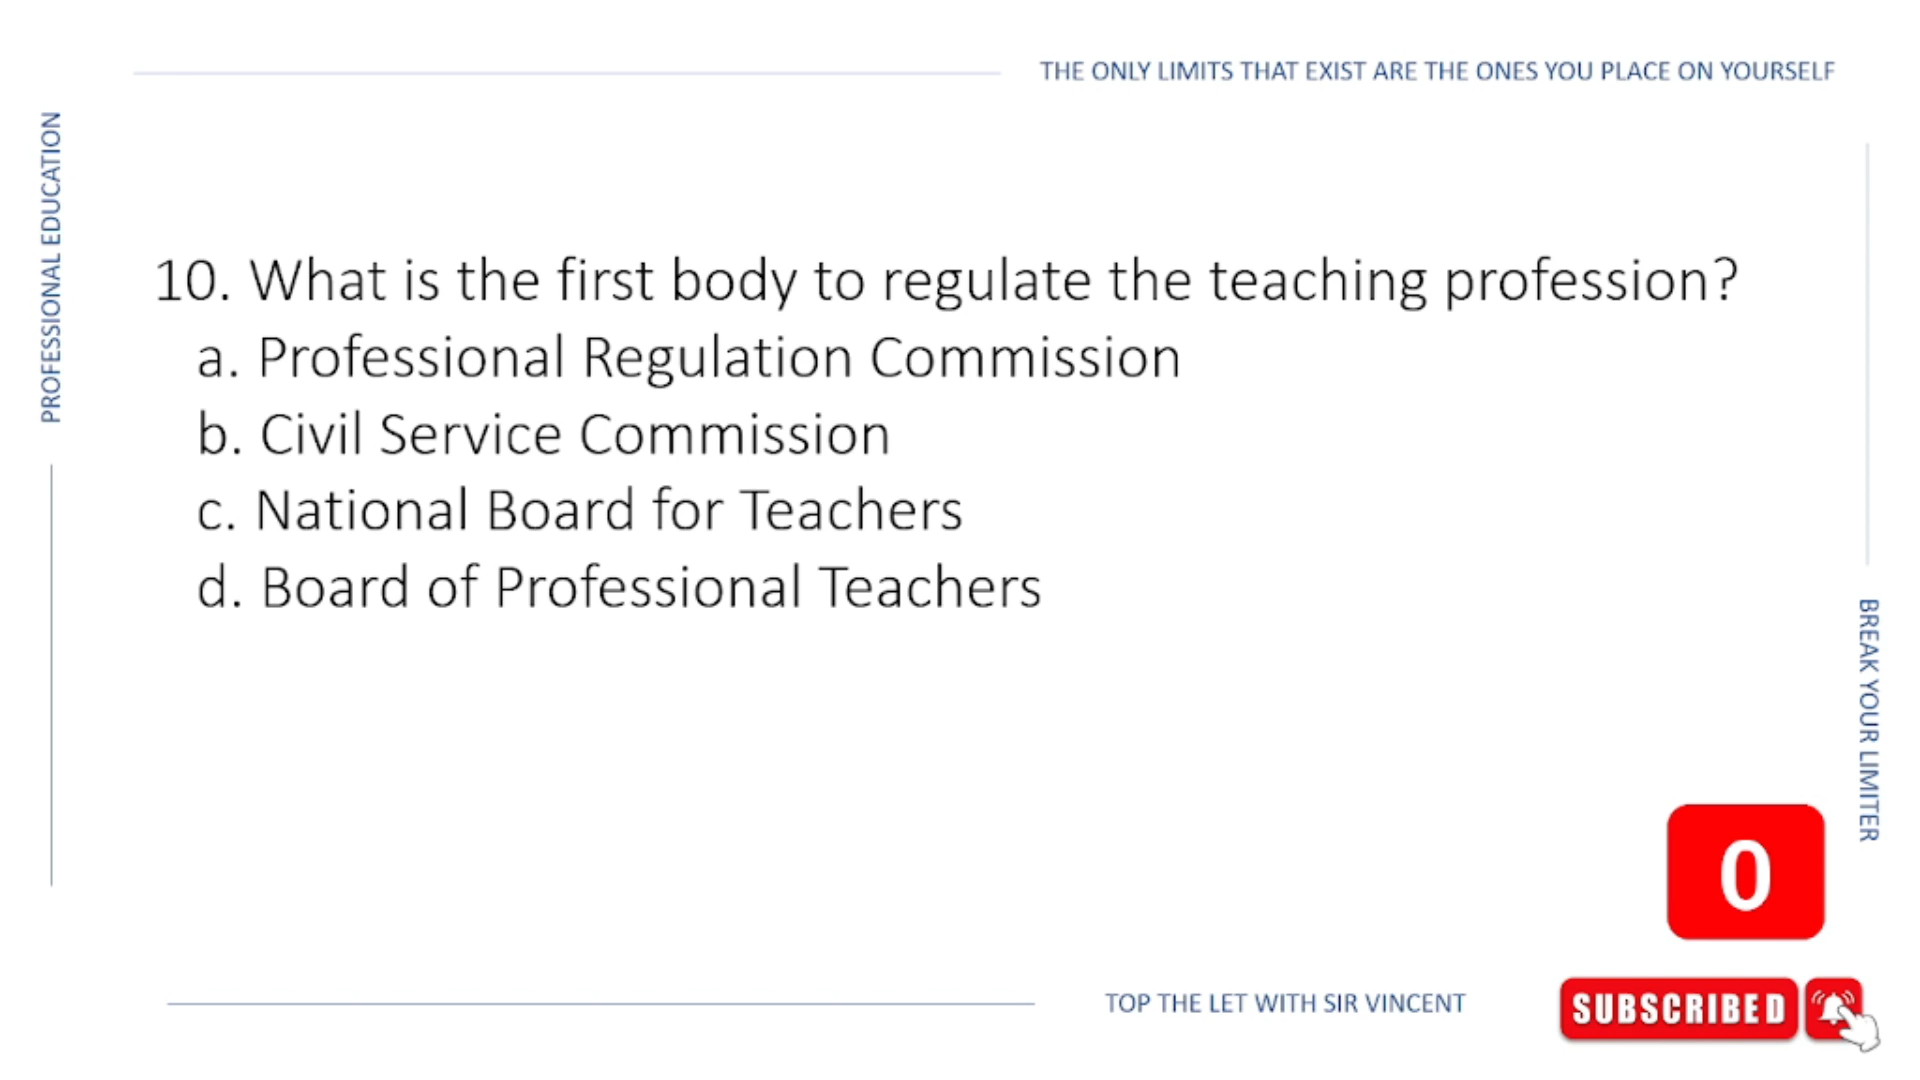 THE ONLY LIMITS THAT EXIST ARE THE ONES YOU PLACE ON YOURSELF
PROFESSIONAL EDUCATION
10. What is the first body to regulate the teaching profession?
a. Professional Regulation Commission
b. Civil Service Commission
c. National Board for Teachers
d. Board of Professional Teachers
BREAK YOUR LIMITER
0
TOP THE LET WITH SIR VINCENT
SUBSCRIBED